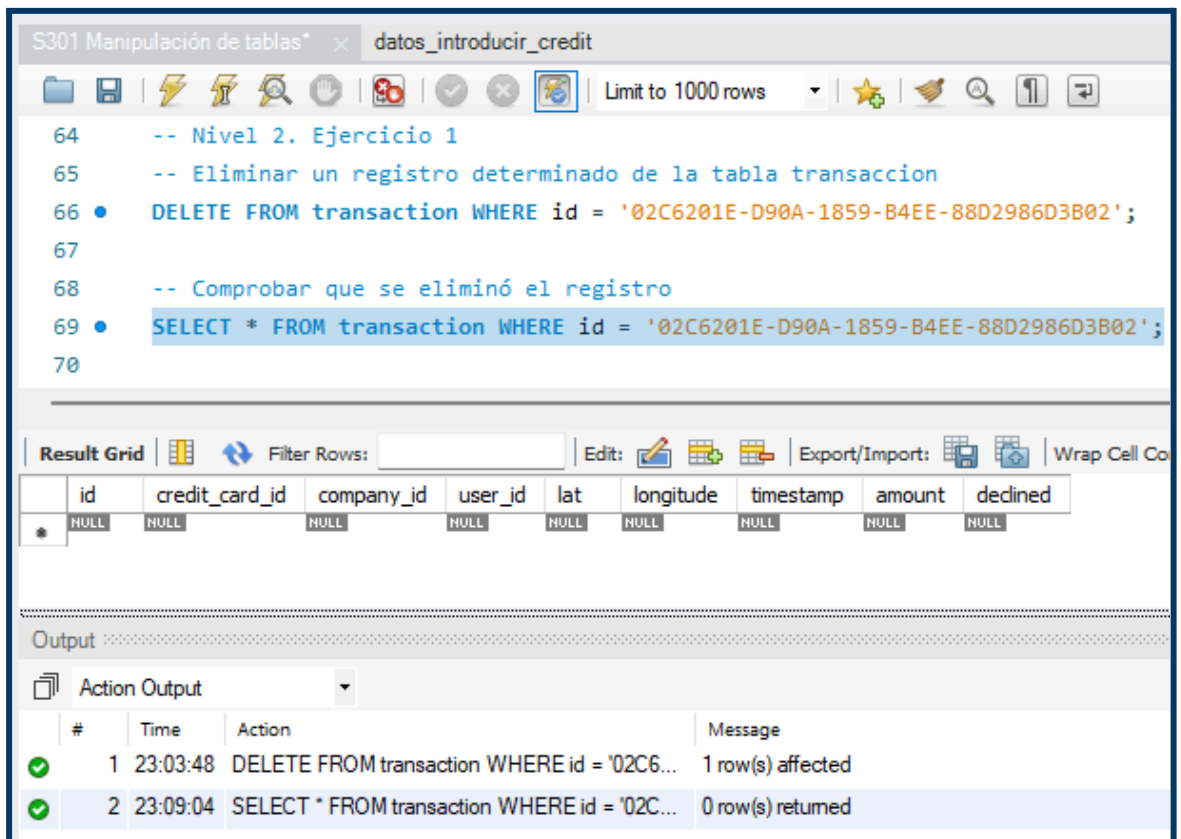 S301 Manipulación de tablas* × datos_introducir_credit
Limit to 1000 rows
64 -- Nivel 2. Ejercicio 1
65 -- Eliminar un registro determinado de la tabla transaccion
66 DELETE FROM transaction WHERE id = '02C6201E-D90A-1859-B4EE-88D2986D3B02';
67
68 -- Comprobar que se eliminó el registro
69 SELECT * FROM transaction WHERE id = '02C6201E-D90A-1859-B4EE-88D2986D3B02';
70
Result Grid Filter Rows: Edit: Export/Import: Wrap Cell Co
id credit_card_id company_id user_id lat longitude timestamp amount declined
* NULL NULL NULL NULL NULL NULL NULL NULL NULL
Output
Action Output
# Time Action Message
1 23:03:48 DELETE FROM transaction WHERE id = '02C6... 1 row(s) affected
2 23:09:04 SELECT * FROM transaction WHERE id = '02C... 0 row(s) returned